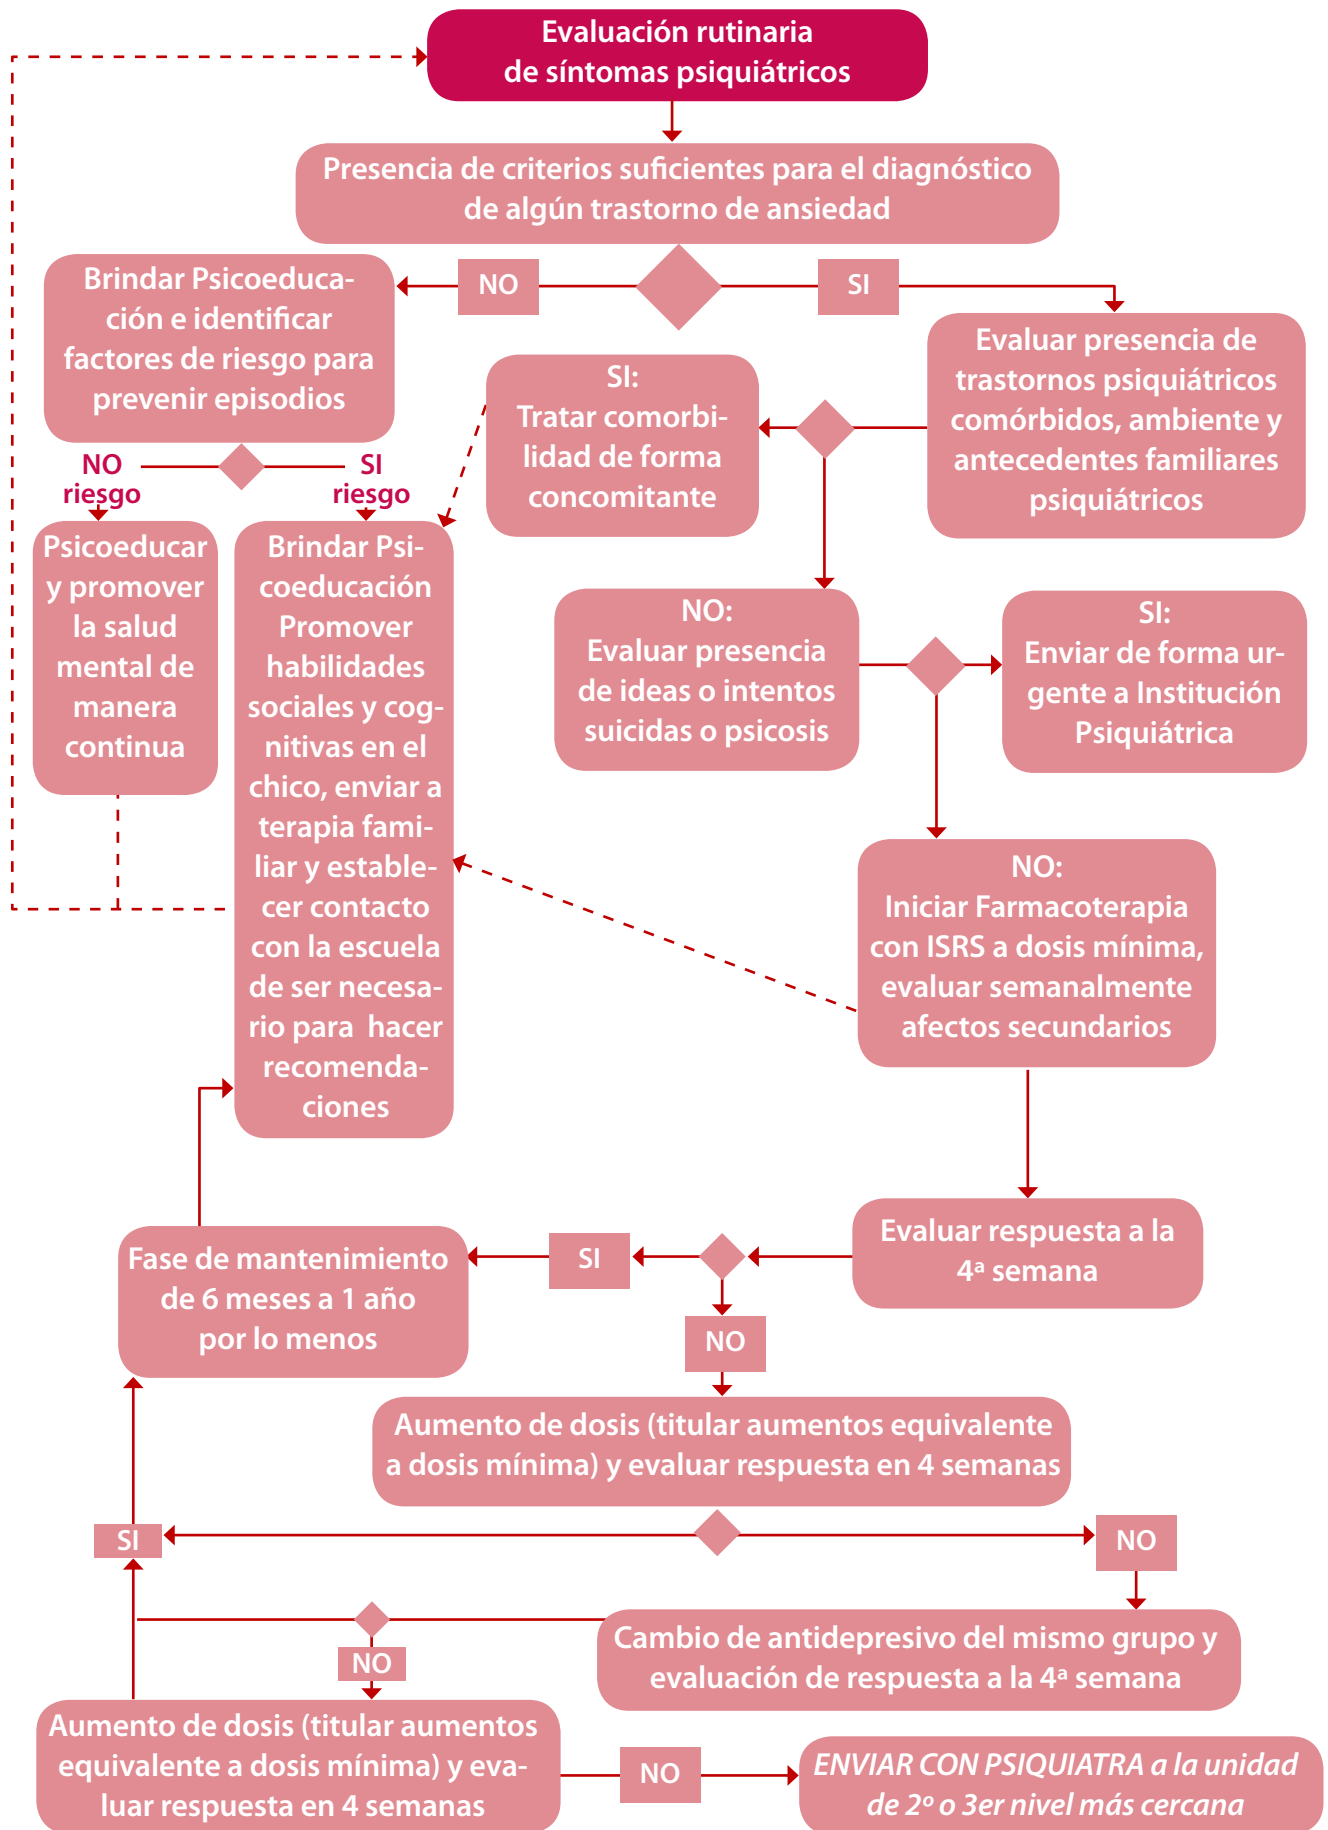 Evaluación rutinaria
de síntomas psiquiátricos
Presencia de criterios suficientes para el diagnóstico
de algún trastorno de ansiedad
NO
SI
Brindar Psicoeduca-
ción e identificar
factores de riesgo para
prevenir episodios
SI:
Tratar comorbi-
lidad de forma
concomitante
Evaluar presencia de
trastornos psiquiátricos
comórbidos, ambiente y
antecedentes familiares
psiquiátricos
NO
riesgo
SI
riesgo
Psicoeducar
y promover
la salud
mental de
manera
continua
Brindar Psi-
coeducación
Promover
habilidades
sociales y cog-
nitivas en el
chico, enviar a
terapia fami-
liar y estable-
cer contacto
con la escuela
de ser necesa-
rio para hacer
recomenda-
ciones
NO:
Evaluar presencia
de ideas o intentos
suicidas o psicosis
SI:
Enviar de forma ur-
gente a Institución
Psiquiátrica
NO:
Iniciar Farmacoterapia
con ISRS a dosis mínima,
evaluar semanalmente
afectos secundarios
Evaluar respuesta a la
4ª semana
SI
Fase de mantenimiento
de 6 meses a 1 año
por lo menos
NO
Aumento de dosis (titular aumentos equivalente
a dosis mínima) y evaluar respuesta en 4 semanas
SI
NO
Cambio de antidepresivo del mismo grupo y
evaluación de respuesta a la 4ª semana
NO
Aumento de dosis (titular aumentos
equivalente a dosis mínima) y eva-
luar respuesta en 4 semanas
NO
ENVIAR CON PSIQUIATRA a la unidad
de 2º o 3er nivel más cercana